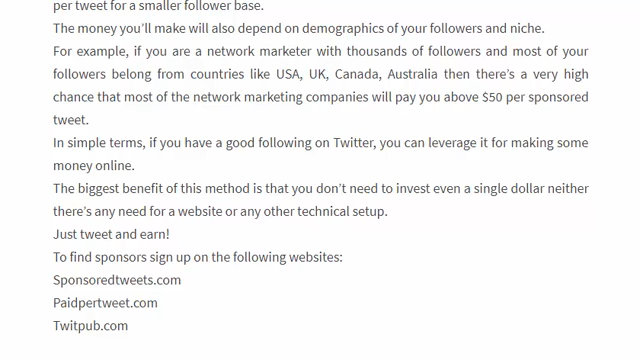 per tweet for a smaller follower base.
The money you’ll make will also depend on demographics of your followers and niche.
For example, if you are a network marketer with thousands of followers and most of your
followers belong from countries like USA, UK, Canada, Australia then there’s a very high
chance that most of the network marketing companies will pay you above $50 per sponsored
tweet.
In simple terms, if you have a good following on Twitter, you can leverage it for making some
money online.
The biggest benefit of this method is that you don’t need to invest even a single dollar neither
there’s any need for a website or any other technical setup.
Just tweet and earn!
To find sponsors sign up on the following websites:
Sponsoredtweets.com
Paidpertweet.com
Twitpub.com